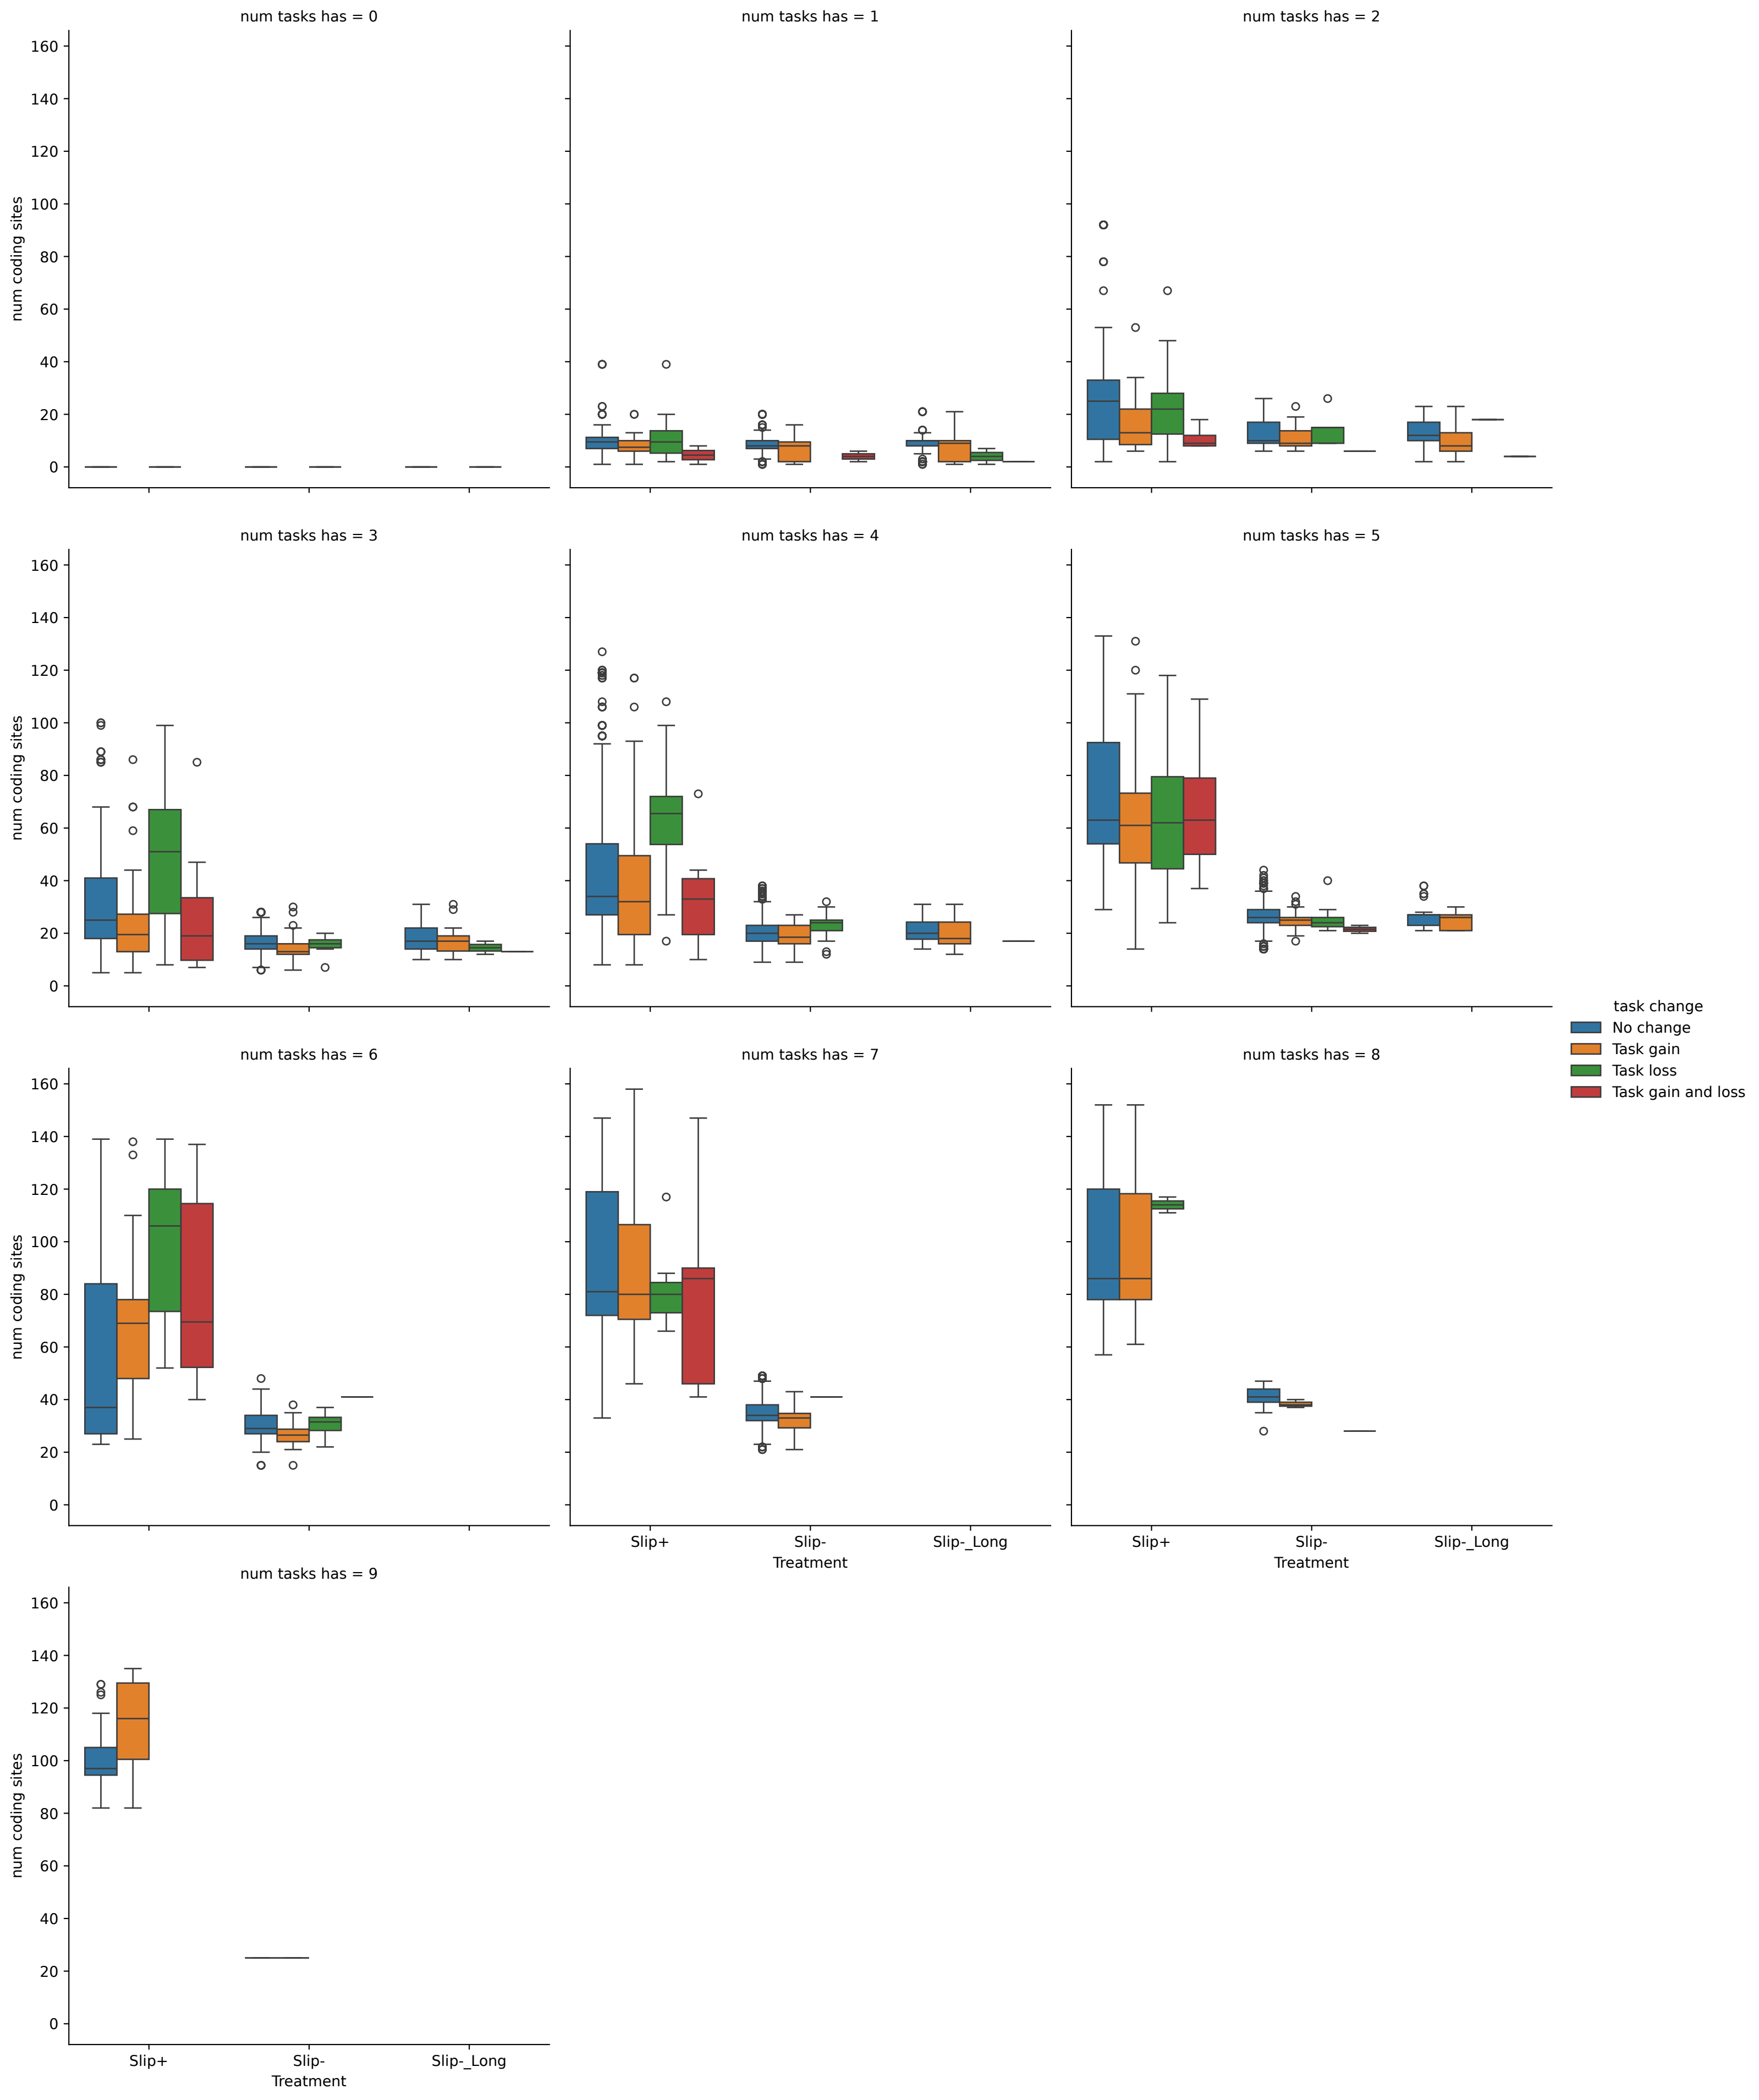 num tasks has = 0
num tasks has = 1
num tasks has = 2
160
140
120
100
80
60
40
20
0
num coding sites
num tasks has = 3
num tasks has = 4
num tasks has = 5
160
140
120
100
80
60
40
20
0
num coding sites
task change
No change
Task gain
Task loss
Task gain and loss
num tasks has = 6
num tasks has = 7
num tasks has = 8
160
140
120
100
80
60
40
20
0
num coding sites
Slip+ Slip- Slip-_Long
Treatment
Slip+ Slip- Slip-_Long
Treatment
num tasks has = 9
160
140
120
100
80
60
40
20
0
num coding sites
Slip+ Slip- Slip-_Long
Treatment